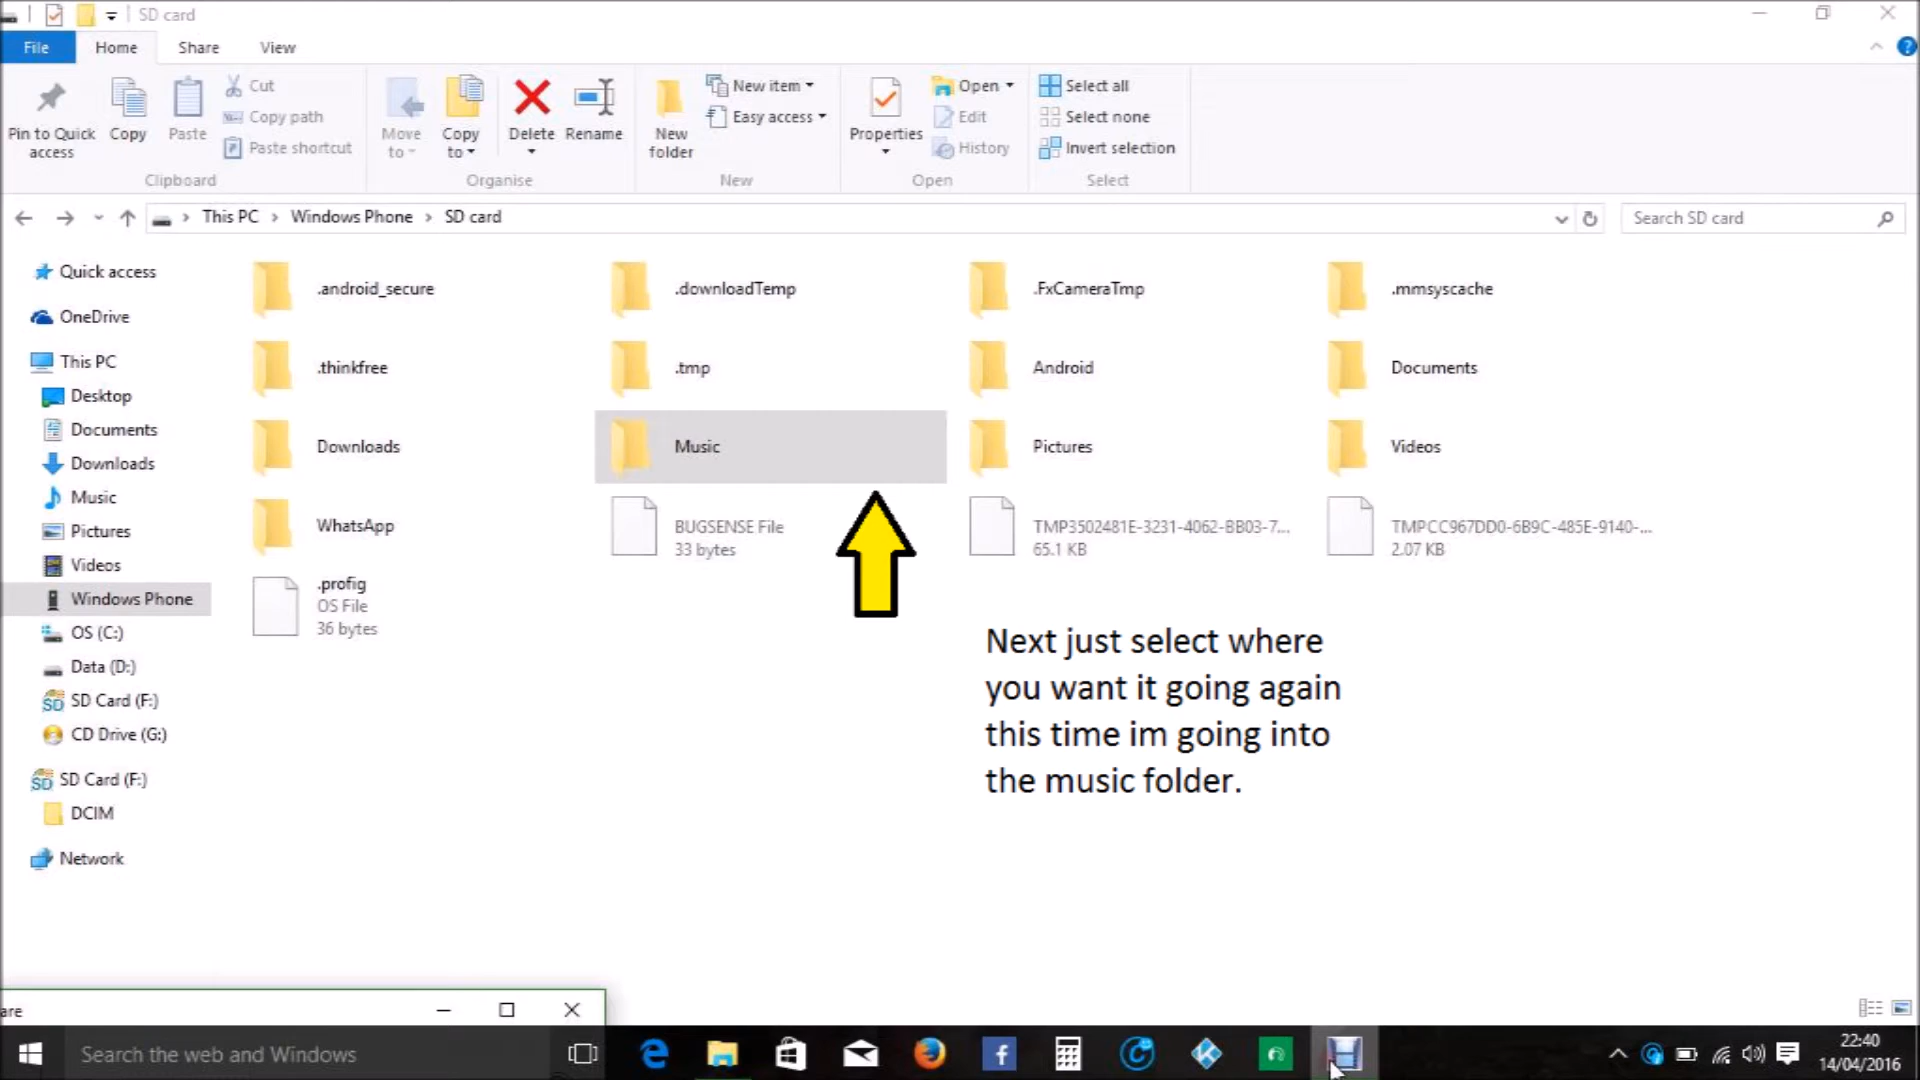 SD card
File Home Share View
Pin to Quick access
Copy
Paste
Cut
Copy path
Paste shortcut
Clipboard
Move to
Copy to
Delete
Rename
Organise
New folder
New item
Easy access
New
Properties
Open
Edit
History
Open
Select all
Select none
Invert selection
Select
This PC > Windows Phone > SD card
Search SD card
Quick access
OneDrive
This PC
Desktop
Documents
Downloads
Music
Pictures
Videos
Windows Phone
OS (C:)
Data (D:)
SD Card (F:)
CD Drive (G:)
SD Card (F:)
DCIM
Network
.android_secure
.downloadTemp
.FxCameraTmp
.mmsyscache
.thinkfree
.tmp
Android
Documents
Downloads
Music
Pictures
Videos
WhatsApp
BUGSENSE File
33 bytes
TMP3502481E-3231-4062-BB03-7...
65.1 KB
TMPCC967DD0-6B9C-485E-9140-...
2.07 KB
.profig
OS File
36 bytes
Next just select where
you want it going again
this time im going into
the music folder.
are
Search the web and Windows
22:40
14/04/2016